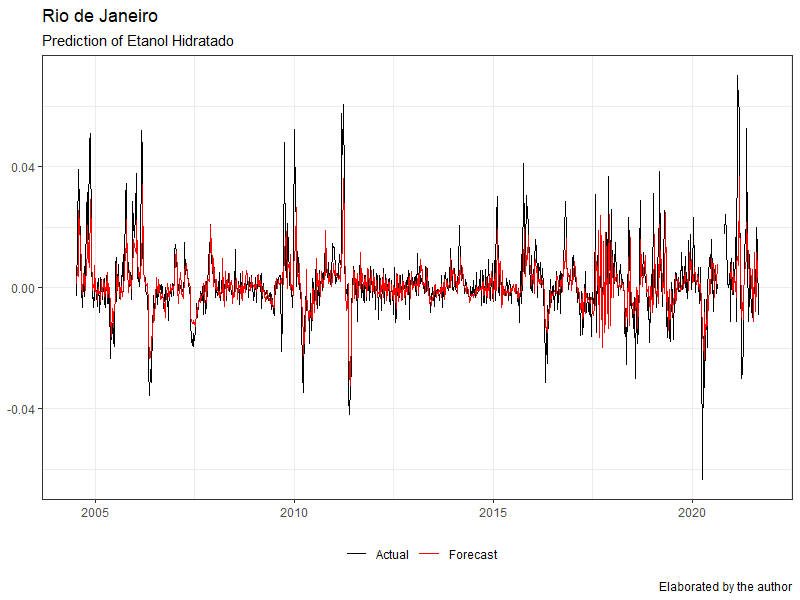 Rio de Janeiro
Prediction of Etanol Hidratado
0.04
0.00
-0.04
2005 2010 2015 2020
Actual Forecast
Elaborated by the author